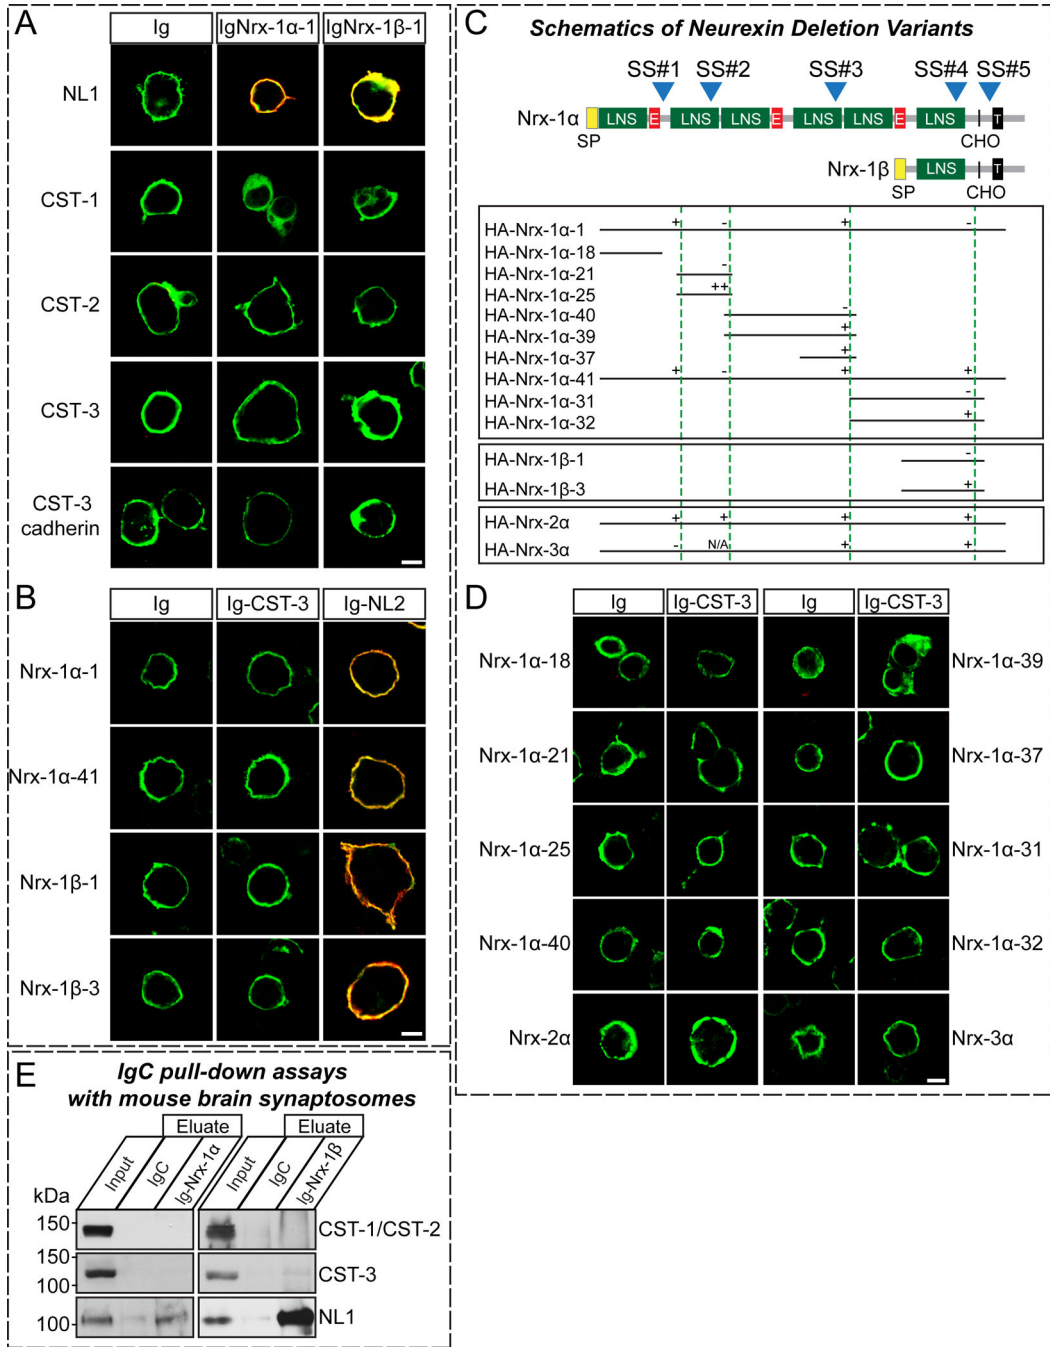 A
Ig IgNrx-1α-1 IgNrx-1β-1
NL1
CST-1
CST-2
CST-3
CST-3
cadherin
B
Ig Ig-CST-3 Ig-NL2
Nrx-1α-1
Nrx-1α-41
Nrx-1β-1
Nrx-1β-3
C
Schematics of Neurexin Deletion Variants
SS#1 SS#2 SS#3 SS#4 SS#5
Nrx-1α LNS E LNS LNS E LNS LNS E LNS T
SP CHO
Nrx-1β LNS T
SP CHO
HA-Nrx-1α-1 + - + -
HA-Nrx-1α-18
HA-Nrx-1α-21 -
HA-Nrx-1α-25 ++
HA-Nrx-1α-40 -
HA-Nrx-1α-39 +
HA-Nrx-1α-37 +
HA-Nrx-1α-41 + - + +
HA-Nrx-1α-31 -
HA-Nrx-1α-32 +
HA-Nrx-1β-1 -
HA-Nrx-1β-3 +
HA-Nrx-2α + + + +
HA-Nrx-3α - N/A + +
D
Ig Ig-CST-3 Ig Ig-CST-3
Nrx-1α-18 Nrx-1α-39
Nrx-1α-21 Nrx-1α-37
Nrx-1α-25 Nrx-1α-31
Nrx-1α-40 Nrx-1α-32
Nrx-2α Nrx-3α
E
IgC pull-down assays
with mouse brain synaptosomes
Eluate Eluate
Input IgC Ig-Nrx-1α Input IgC Ig-Nrx-1β
kDa
150 CST-1/CST-2
150
100 CST-3
100 NL1